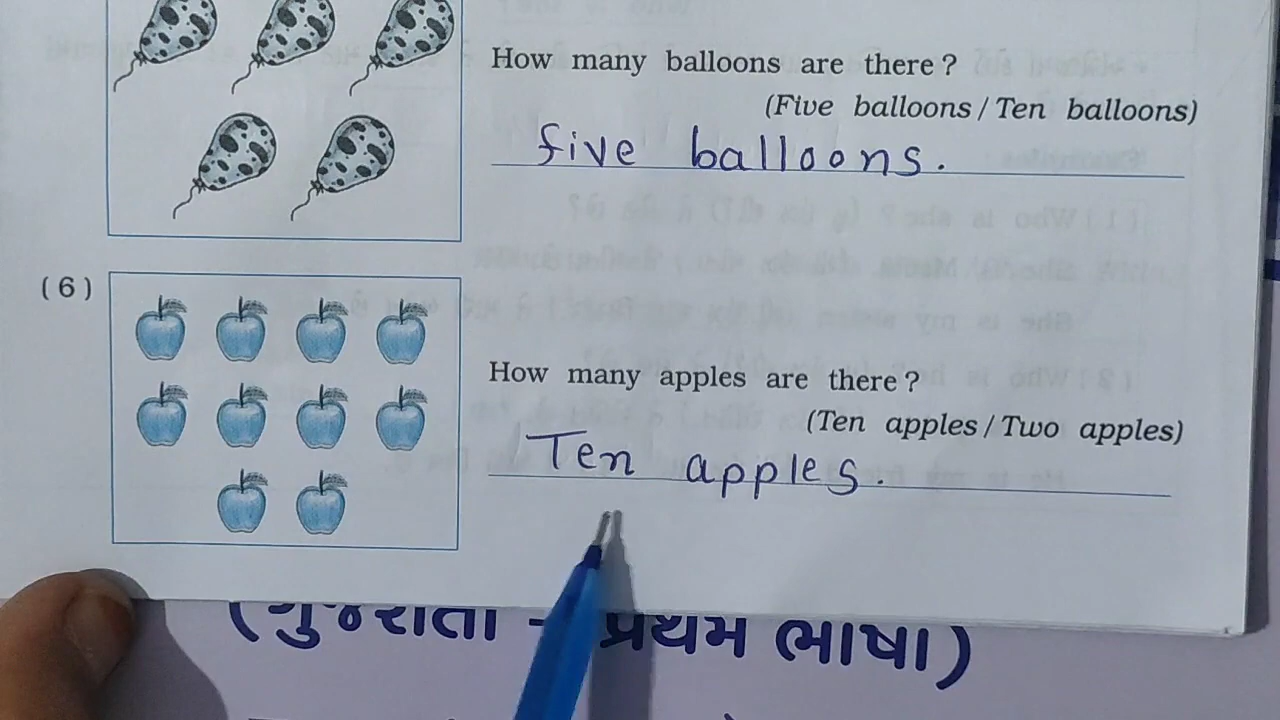 How many balloons are there?
(Five balloons / Ten balloons)
five balloons.
(6)
How many apples are there?
(Ten apples / Two apples)
Ten apples.
(ગુજરાતી - પ્રથમ ભાષા)